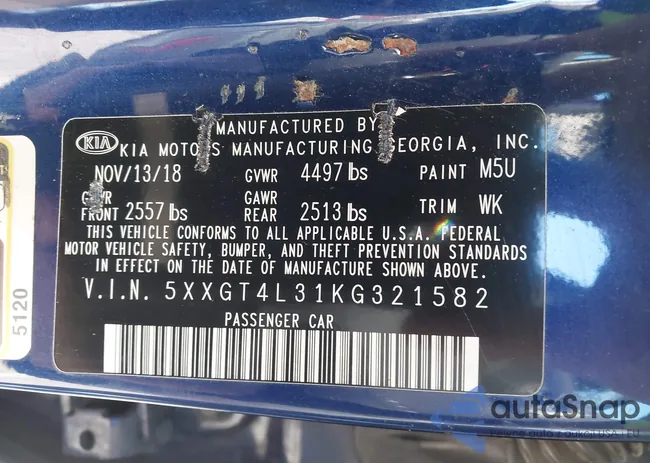 MANUFACTURED BY
KIA KIA MOTORS MANUFACTURING GEORGIA, INC.
NOV/13/18 GVWR 4497 lbs PAINT M5U
GAWR FRONT 2557 lbs GAWR REAR 2513 lbs TRIM WK
THIS VEHICLE CONFORMS TO ALL APPLICABLE U.S.A. FEDERAL
MOTOR VEHICLE SAFETY, BUMPER, AND THEFT PREVENTION STANDARDS
IN EFFECT ON THE DATE OF MANUFACTURE SHOWN ABOVE.
V.I.N. 5XXGT4L31KG321582
PASSENGER CAR
5120
autoSnap